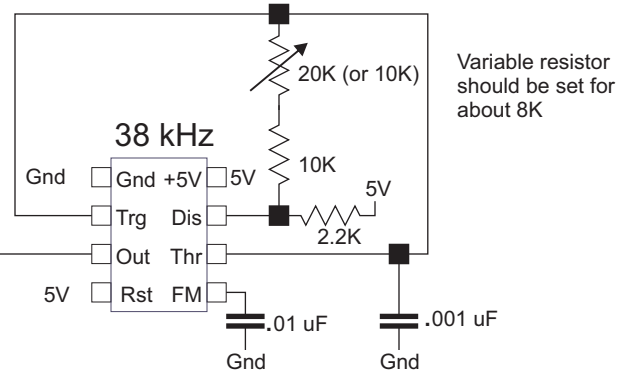 20K (or 10K)
Variable resistor
should be set for
about 8K
38 kHz
10K
Gnd
Gnd +5V
5V
5V
Trg Dis
2.2K
Out Thr
5V
Rst FM
.01 uF
.001 uF
Gnd
Gnd